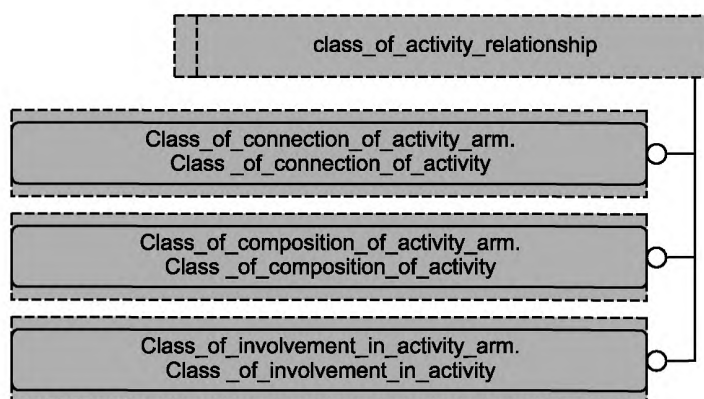 class_of_activity_relationship
Class_of_connection_of_activity_arm.
Class _of_connection_of_activity
Class_of_composition_of_activity_arm.
Class _of_composition_of_activity
Class_of_involvement_in_activity_arm.
Class _of_involvement_in_activity